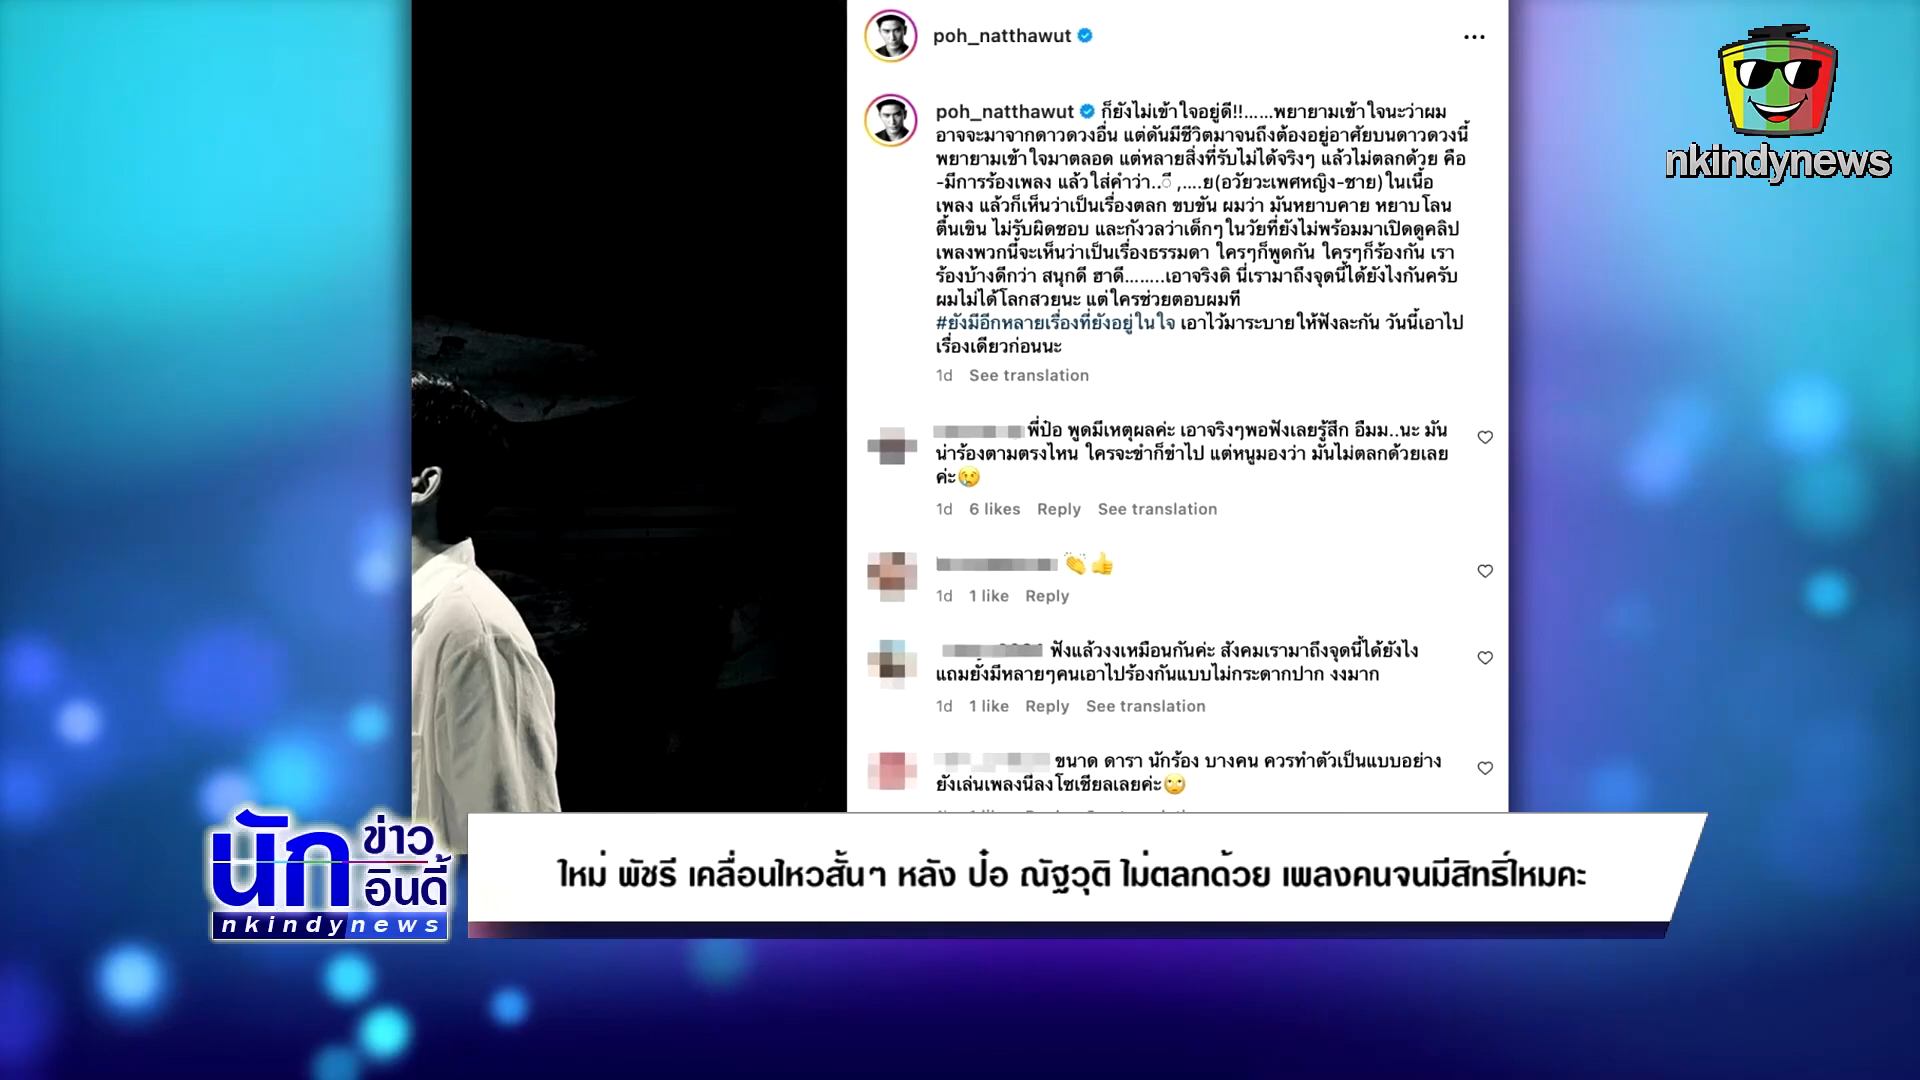 poh_natthawut
nkindynews
poh_natthawut ก็ยังไม่เข้าใจอยู่ดี!!......พยายามเข้าใจนะว่าผม
อาจจะมาจากดาวดวงอื่น แต่ดันมีชีวิตมาจนถึงต้องอยู่อาศัยบนดาวดวงนี้
พยายามเข้าใจมาตลอด แต่หลายสิ่งที่รับไม่ได้จริงๆ แล้วไม่ตลกด้วย คือ
-มีการร้องเพลง แล้วใส่คำว่า..ี ,....ย(อวัยวะเพศหญิง-ชาย)ในเนื้อ
เพลง แล้วก็เห็นว่าเป็นเรื่องตลก ขบขัน ผมว่า มันหยาบคาย หยาบโลน
ตื้นเขิน ไม่รับผิดชอบ และกังวลว่าเด็กๆในวัยที่ยังไม่พร้อมมาเปิดดูคลิป
เพลงพวกนี้จะเห็นว่าเป็นเรื่องธรรมดา ใครๆก็พูดกัน ใครๆก็ร้องกัน เรา
ร้องบ้างดีกว่า สนุกดี ฮาดี........เอาจริงดิ นี่เรามาถึงจุดนี้ได้ยังไงกันครับ
ผมไม่ได้โลกสวยนะ แต่ใครช่วยตอบผมที
#ยังมีอีกหลายเรื่องที่ยังอยู่ในใจ เอาไว้มาระบายให้ฟังละกัน วันนี้เอาไป
เรื่องเดียวก่อนนะ
1d See translation
พี่ป๋อ พูดมีเหตุผลค่ะ เอาจริงๆพอฟังเลยรู้สึก อืมม..นะ มัน
น่าร้องตามตรงไหน ใครจะขำก็ขำไป แต่หนูมองว่า มันไม่ตลกด้วยเลย
ค่ะ😢
1d 6 likes Reply See translation
👏👍
1d 1 like Reply
ฟังแล้วงงเหมือนกันค่ะ สังคมเรามาถึงจุดนี้ได้ยังไง
แถมยั้งมีหลายๆคนเอาไปร้องกันแบบไม่กระดากปาก งงมาก
1d 1 like Reply See translation
ขนาด ดารา นักร้อง บางคน ควรทำตัวเป็นแบบอย่าง
ยังเล่นเพลงนี้ลงโซเชียลเลยค่ะ🙄
นักข่าวอินดี้
nkindynews
ใหม่ พัชรี เคลื่อนไหวสั้นๆ หลัง ป๋อ ณัฐวุติ ไม่ตลกด้วย เพลงคนจนมีสิทธิ์ไหมคะ